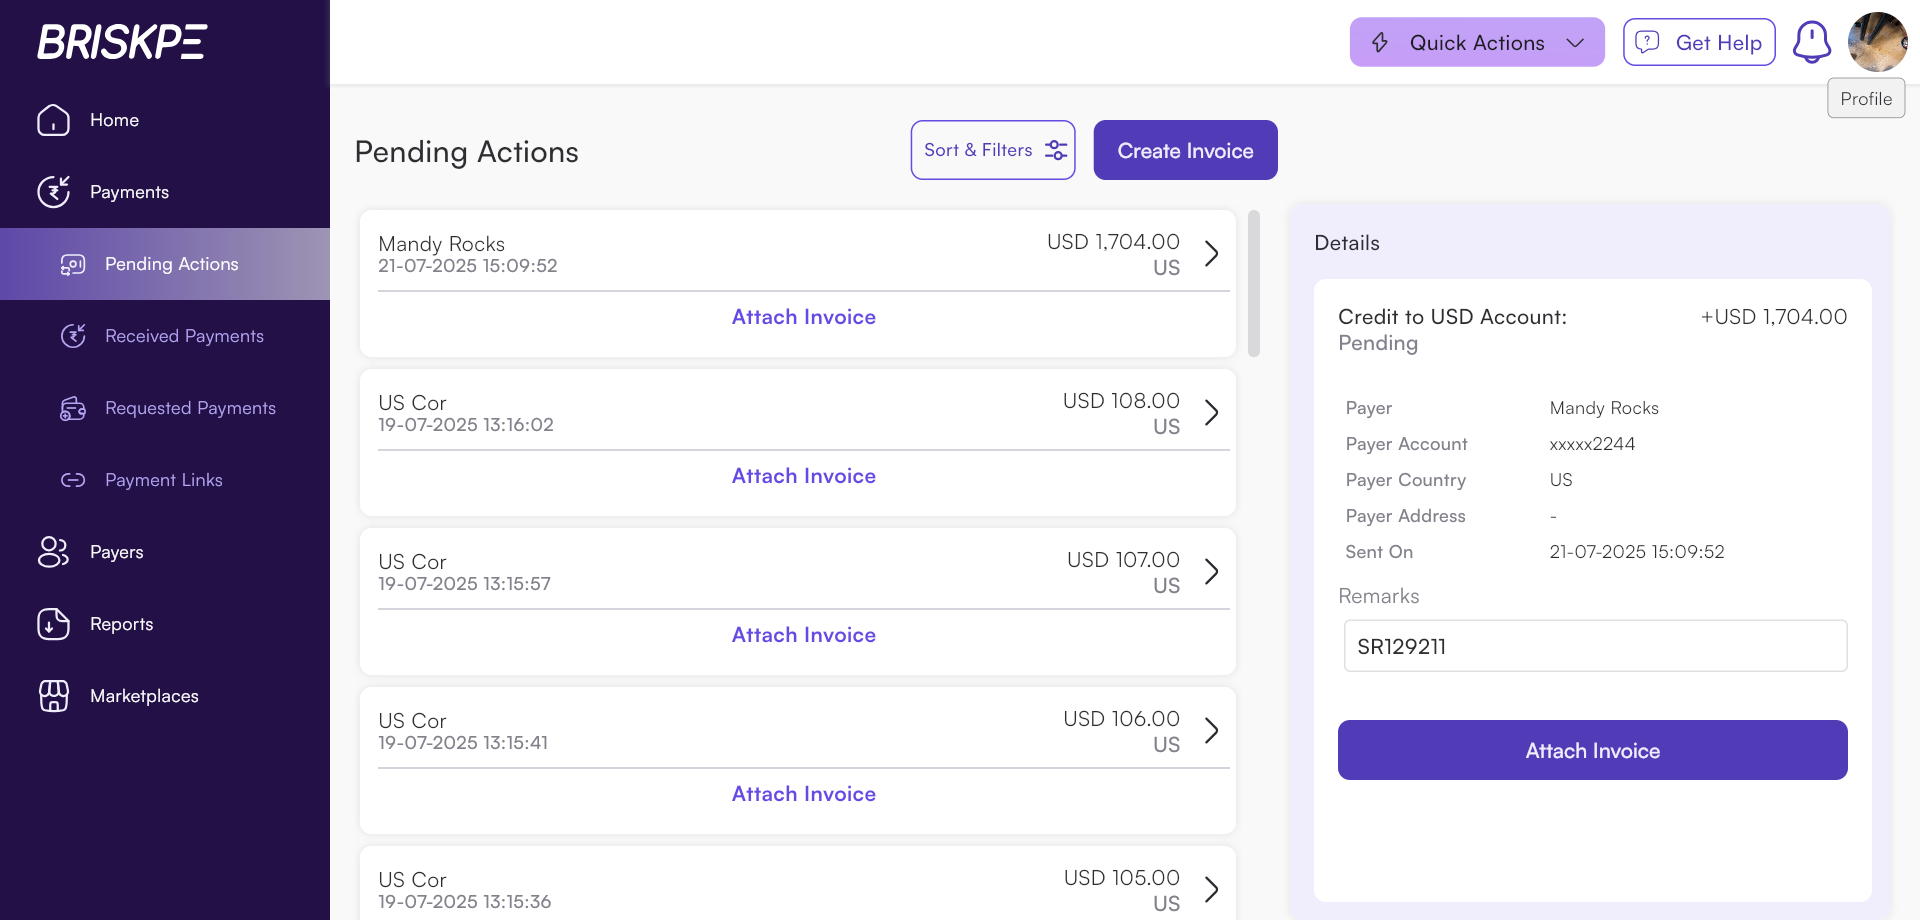 BRISKPE
Home
Payments
Pending Actions
Received Payments
Requested Payments
Payment Links
Payers
Reports
Marketplaces
Quick Actions
Get Help
Profile
Pending Actions
Sort & Filters
Create Invoice
Mandy Rocks
USD 1,704.00
21-07-2025 15:09:52
US
Attach Invoice
US Cor
USD 108.00
19-07-2025 13:16:02
US
Attach Invoice
US Cor
USD 107.00
19-07-2025 13:15:57
US
Attach Invoice
US Cor
USD 106.00
19-07-2025 13:15:41
US
Attach Invoice
US Cor
USD 105.00
19-07-2025 13:15:36
US
Details
Credit to USD Account: +USD 1,704.00
Pending
Payer Mandy Rocks
Payer Account xxxxx2244
Payer Country US
Payer Address -
Sent On 21-07-2025 15:09:52
Remarks
SR129211
Attach Invoice